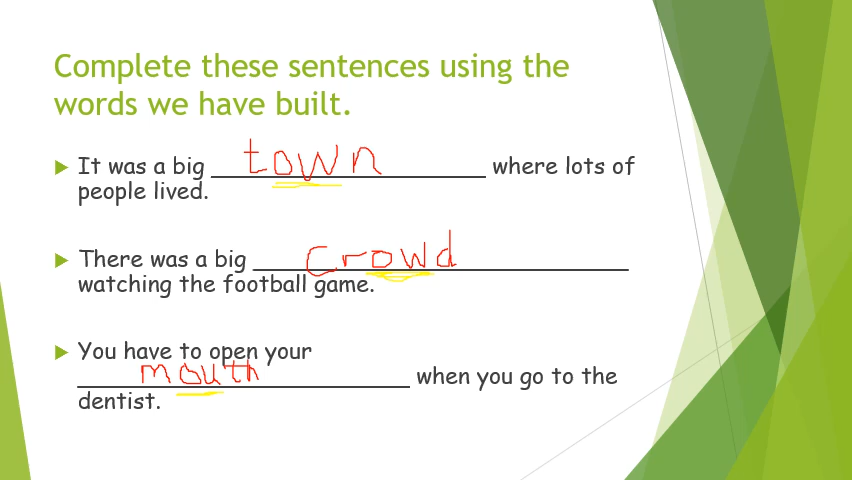 Complete these sentences using the
words we have built.
It was a big town where lots of
people lived.
There was a big crowd
watching the football game.
You have to open your
mouth when you go to the
dentist.